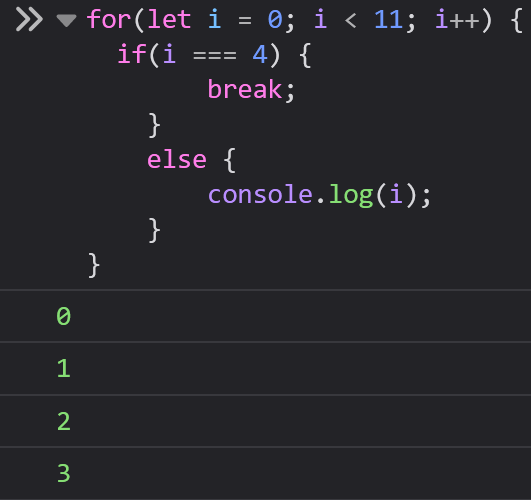 for(let i = 0; i < 11; i++) {
if(i === 4) {
break;
}
else {
console.log(i);
}
}
0
1
2
3